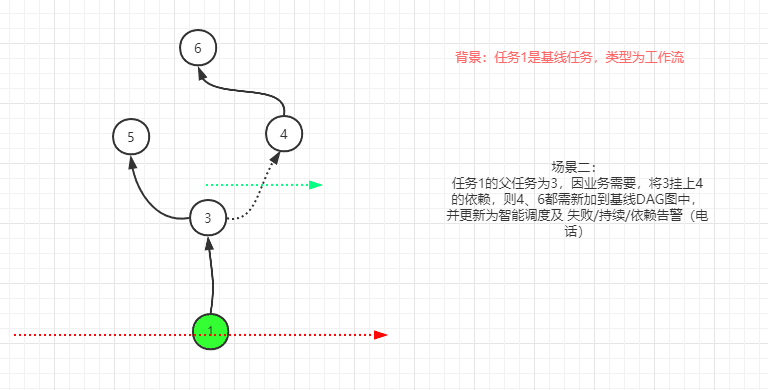 6
背景：任务1是基线任务，类型为工作流
5
4
场景二：
任务1的父任务为3，因业务需要，将3挂上4
的依赖，则4、6都需新加到基线DAG图中，
并更新为智能调度及 失败/持续/依赖告警（电
话）
3
1